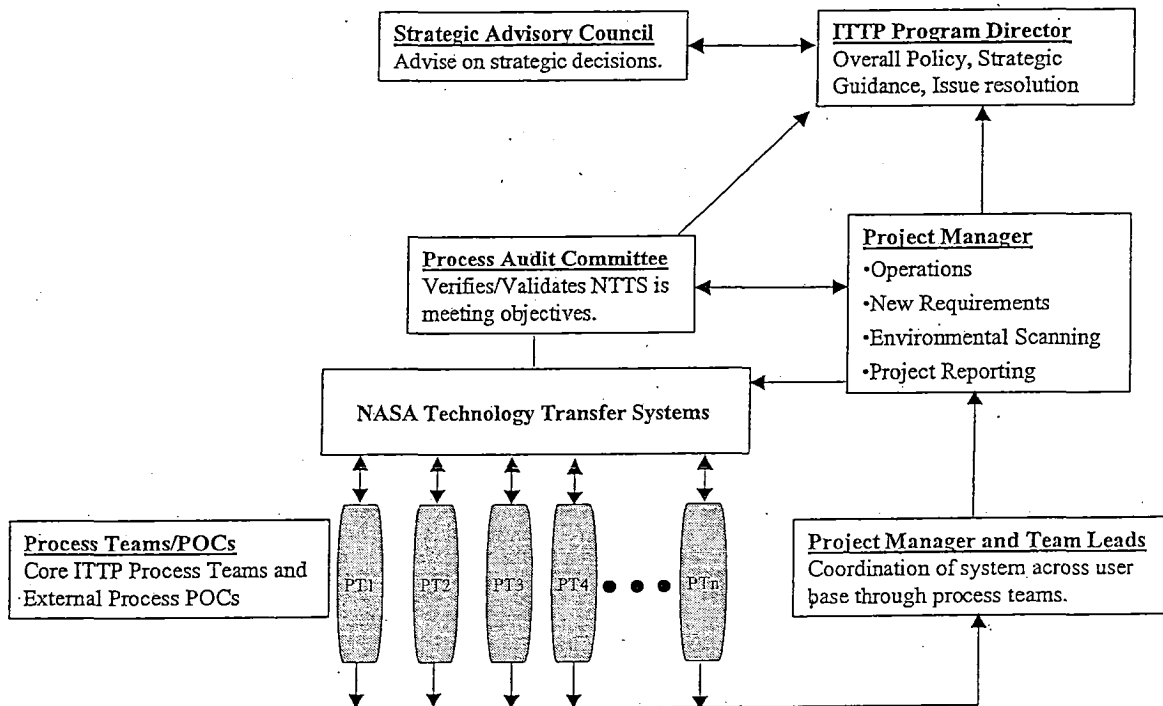 Strategic Advisory Council
Advise on strategic decisions.
ITTP Program Director
Overall Policy, Strategic
Guidance, Issue resolution
Process Audit Committee
Verifies/Validates NTTS is
meeting objectives.
Project Manager
•Operations
•New Requirements
•Environmental Scanning
•Project Reporting
NASA Technology Transfer Systems
Process Teams/POCs
Core ITTP Process Teams and
External Process POCs
PT1
PT2
PT3
PT4
PTn
Project Manager and Team Leads
Coordination of system across user
base through process teams.